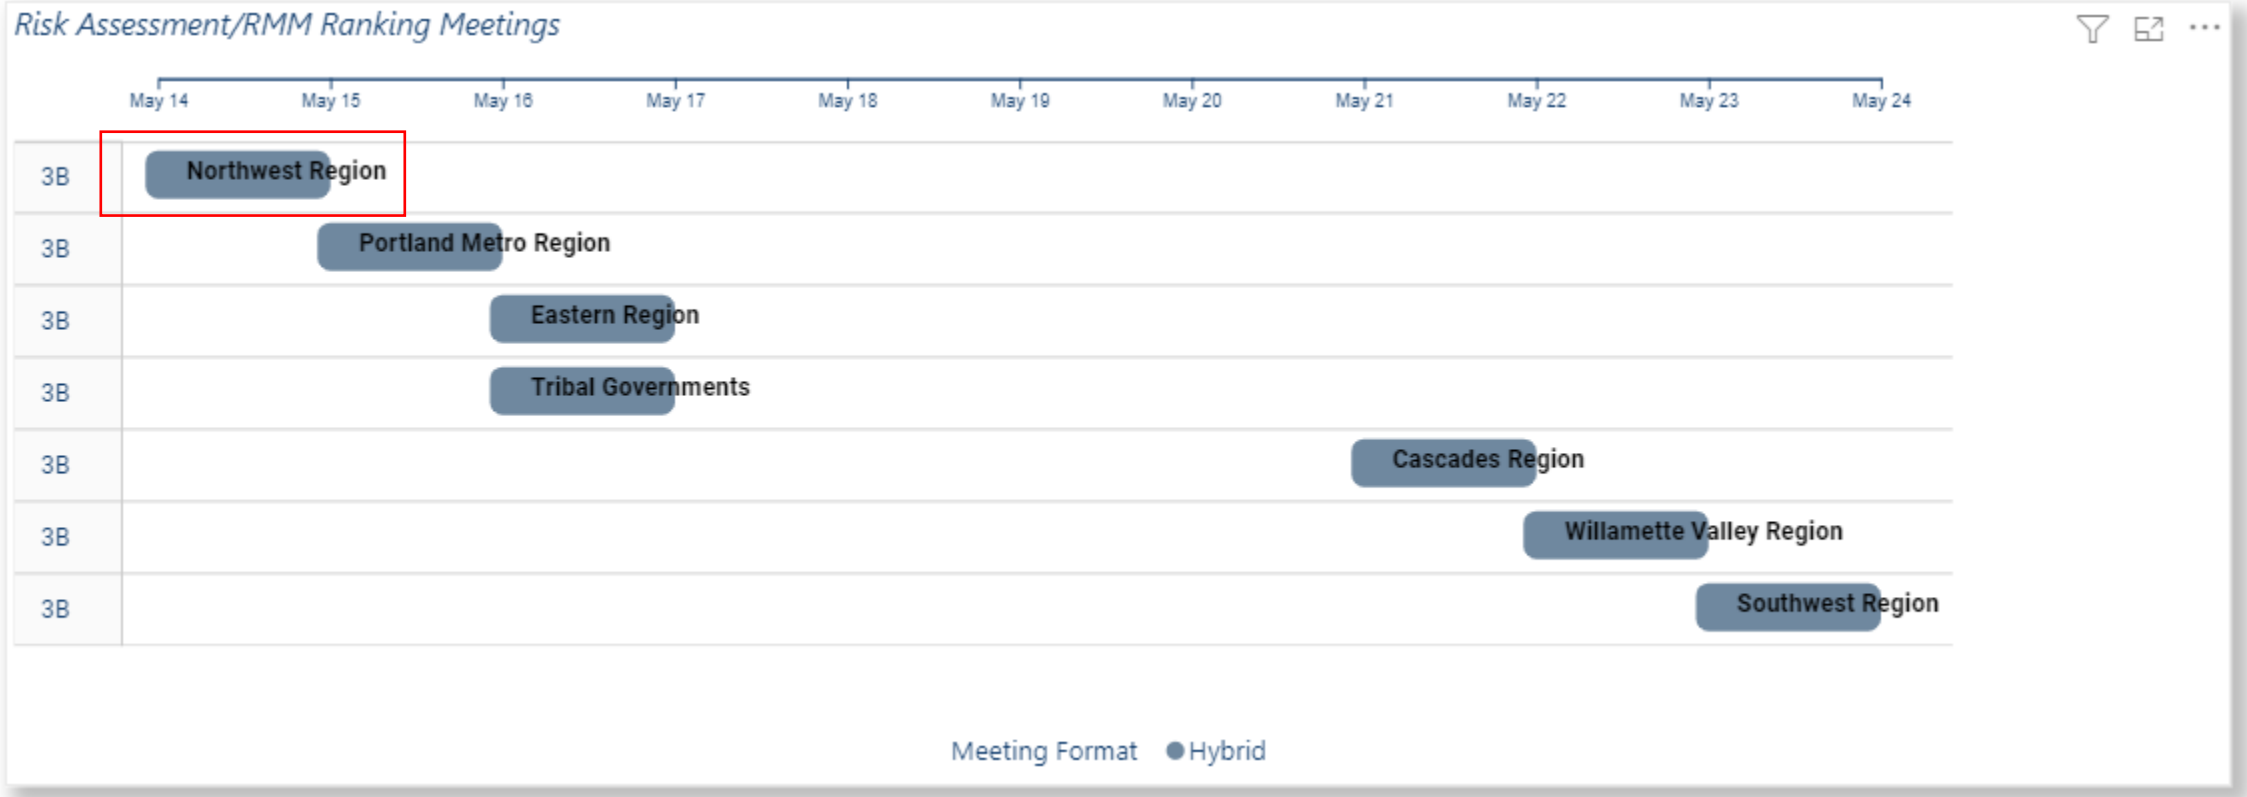 Risk Assessment/RMM Ranking Meetings
May 14 May 15 May 16 May 17 May 18 May 19 May 20 May 21 May 22 May 23 May 24
3B Northwest Region
3B Portland Metro Region
3B Eastern Region
3B Tribal Governments
3B Cascades Region
3B Willamette Valley Region
3B Southwest Region
Meeting Format Hybrid